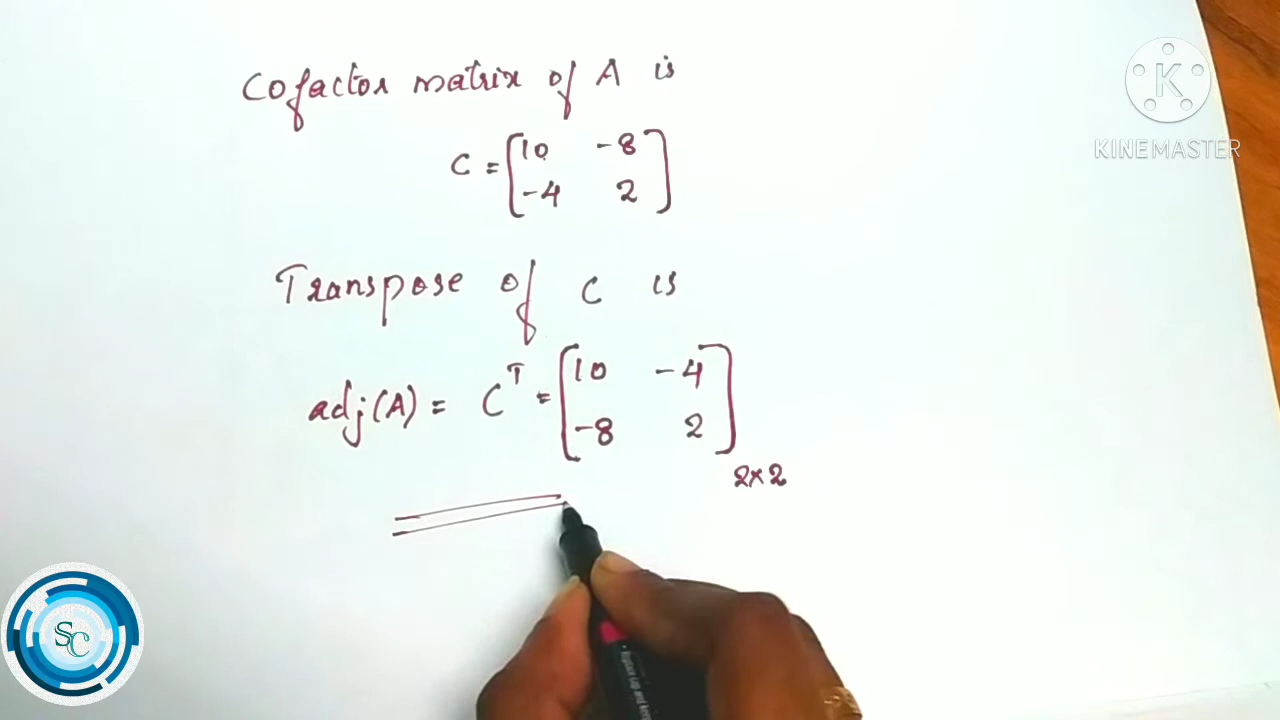 Cofactor matrix of A is
C = [10 -8
-4 2]
Transpose of C is
adj(A) = C^T = [10 -4
-8 2] 2×2
K
KINEMASTER
SC